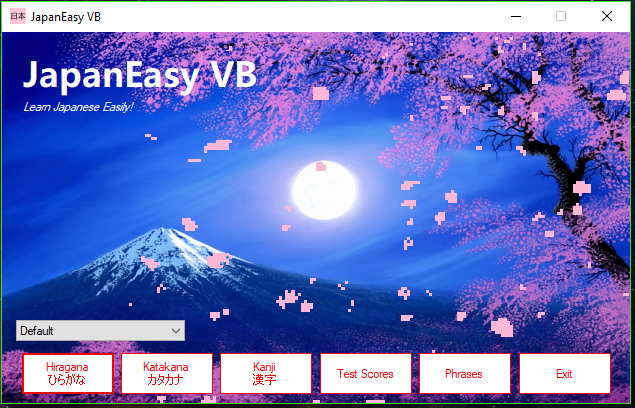 日本 JapanEasy VB
JapanEasy VB
Learn Japanese Easily!
Default
Hiragana
ひらがな
Katakana
カタカナ
Kanji
漢字
Test Scores
Phrases
Exit